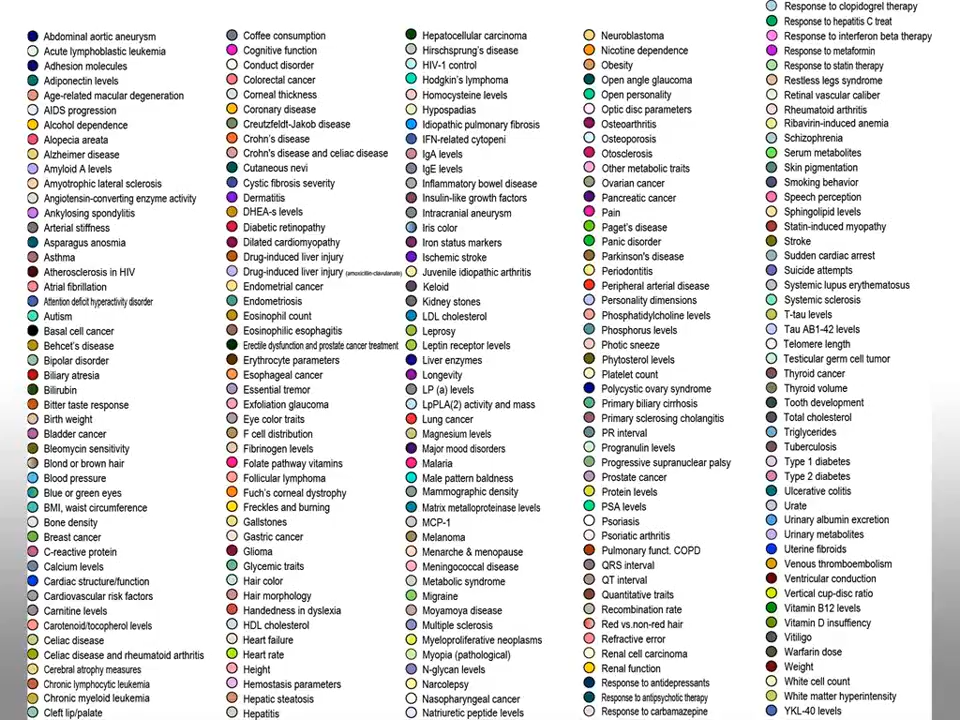 Abdominal aortic aneurysm
Acute lymphoblastic leukemia
Adhesion molecules
Adiponectin levels
Age-related macular degeneration
AIDS progression
Alcohol dependence
Alopecia areata
Alzheimer disease
Amyloid A levels
Amyotrophic lateral sclerosis
Angiotensin-converting enzyme activity
Ankylosing spondylitis
Arterial stiffness
Asparagus anosmia
Asthma
Atherosclerosis in HIV
Atrial fibrillation
Attention deficit hyperactivity disorder
Autism
Basal cell cancer
Behcet's disease
Bipolar disorder
Biliary atresia
Bilirubin
Bitter taste response
Birth weight
Bladder cancer
Bleomycin sensitivity
Blond or brown hair
Blood pressure
Blue or green eyes
BMI, waist circumference
Bone density
Breast cancer
C-reactive protein
Calcium levels
Cardiac structure/function
Cardiovascular risk factors
Carnitine levels
Carotenoid/tocopherol levels
Celiac disease
Celiac disease and rheumatoid arthritis
Cerebral atrophy measures
Chronic lymphocytic leukemia
Chronic myeloid leukemia
Cleft lip/palate
Coffee consumption
Cognitive function
Conduct disorder
Colorectal cancer
Corneal thickness
Coronary disease
Creutzfeldt-Jakob disease
Crohn's disease
Crohn's disease and celiac disease
Cutaneous nevi
Cystic fibrosis severity
Dermatitis
DHEA-s levels
Diabetic retinopathy
Dilated cardiomyopathy
Drug-induced liver injury
Drug-induced liver injury (amoxicillin-clavulanate)
Endometrial cancer
Endometriosis
Eosinophil count
Eosinophilic esophagitis
Erectile dysfunction and prostate cancer treatment
Erythrocyte parameters
Esophageal cancer
Essential tremor
Exfoliation glaucoma
Eye color traits
F cell distribution
Fibrinogen levels
Folate pathway vitamins
Follicular lymphoma
Fuch's corneal dystrophy
Freckles and burning
Gallstones
Gastric cancer
Glioma
Glycemic traits
Hair color
Hair morphology
Handedness in dyslexia
HDL cholesterol
Heart failure
Heart rate
Height
Hemostasis parameters
Hepatic steatosis
Hepatitis
Hepatocellular carcinoma
Hirschsprung's disease
HIV-1 control
Hodgkin's lymphoma
Homocysteine levels
Hypospadias
Idiopathic pulmonary fibrosis
IFN-related cytopeni
IgA levels
IgE levels
Inflammatory bowel disease
Insulin-like growth factors
Intracranial aneurysm
Iris color
Iron status markers
Ischemic stroke
Juvenile idiopathic arthritis
Keloid
Kidney stones
LDL cholesterol
Leprosy
Leptin receptor levels
Liver enzymes
Longevity
LP (a) levels
LpPLA(2) activity and mass
Lung cancer
Magnesium levels
Major mood disorders
Malaria
Male pattern baldness
Mammographic density
Matrix metalloproteinase levels
MCP-1
Melanoma
Menarche & menopause
Meningococcal disease
Metabolic syndrome
Migraine
Moyamoya disease
Multiple sclerosis
Myeloproliferative neoplasms
Myopia (pathological)
N-glycan levels
Narcolepsy
Nasopharyngeal cancer
Natriuretic peptide levels
Neuroblastoma
Nicotine dependence
Obesity
Open angle glaucoma
Open personality
Optic disc parameters
Osteoarthritis
Osteoporosis
Otosclerosis
Other metabolic traits
Ovarian cancer
Pancreatic cancer
Pain
Paget's disease
Panic disorder
Parkinson's disease
Periodontitis
Peripheral arterial disease
Personality dimensions
Phosphatidylcholine levels
Phosphorus levels
Photic sneeze
Phytosterol levels
Platelet count
Polycystic ovary syndrome
Primary biliary cirrhosis
Primary sclerosing cholangitis
PR interval
Progranulin levels
Progressive supranuclear palsy
Prostate cancer
Protein levels
PSA levels
Psoriasis
Psoriatic arthritis
Pulmonary funct. COPD
QRS interval
QT interval
Quantitative traits
Recombination rate
Red vs.non-red hair
Refractive error
Renal cell carcinoma
Renal function
Response to antidepressants
Response to antipsychotic therapy
Response to carbamazepine
Response to clopidogrel therapy
Response to hepatitis C treat
Response to interferon beta therapy
Response to metaformin
Response to statin therapy
Restless legs syndrome
Retinal vascular caliber
Rheumatoid arthritis
Ribavirin-induced anemia
Schizophrenia
Serum metabolites
Skin pigmentation
Smoking behavior
Speech perception
Sphingolipid levels
Statin-induced myopathy
Stroke
Sudden cardiac arrest
Suicide attempts
Systemic lupus erythematosus
Systemic sclerosis
T-tau levels
Tau AB1-42 levels
Telomere length
Testicular germ cell tumor
Thyroid cancer
Thyroid volume
Tooth development
Total cholesterol
Triglycerides
Tuberculosis
Type 1 diabetes
Type 2 diabetes
Ulcerative colitis
Urate
Urinary albumin excretion
Urinary metabolites
Uterine fibroids
Venous thromboembolism
Ventricular conduction
Vertical cup-disc ratio
Vitamin B12 levels
Vitamin D insuffiency
Vitiligo
Warfarin dose
Weight
White cell count
White matter hyperintensity
YKL-40 levels